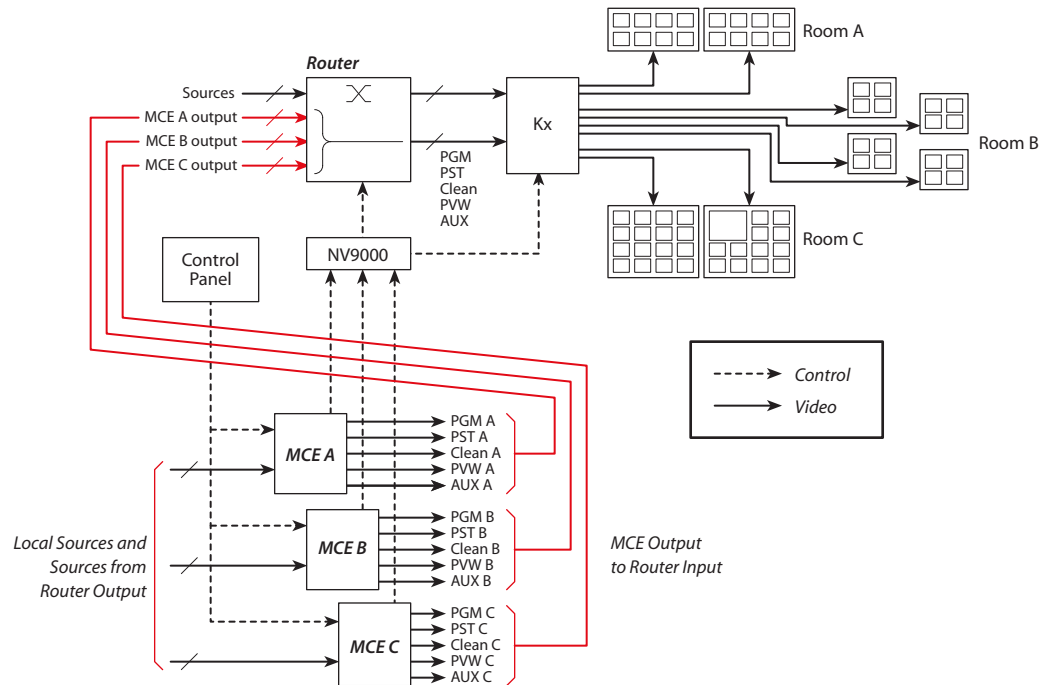 Room A
Router
Sources
MCE A output
MCE B output
MCE C output
Kx
Room B
PGM
PST
Clean
PVW
AUX
Room C
Control
Panel
NV9000
Control
Video
PGM A
PST A
Clean A
PVW A
AUX A
MCE A
PGM B
PST B
Clean B
PVW B
AUX B
MCE B
Local Sources and
Sources from
Router Output
MCE Output
to Router Input
PGM C
PST C
Clean C
PVW C
AUX C
MCE C